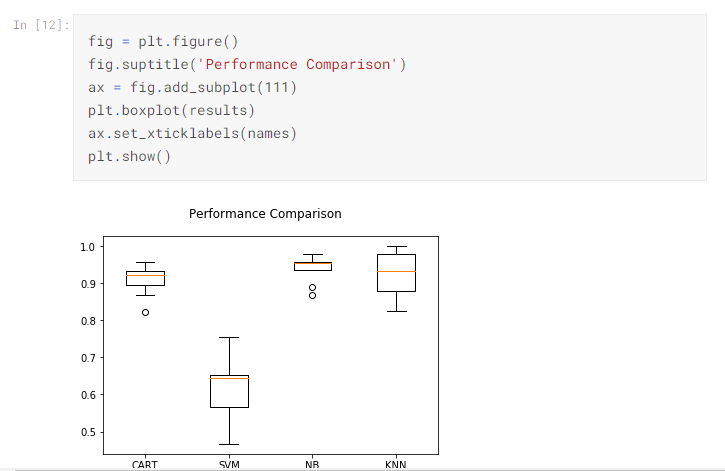 In [12]:
fig = plt.figure()
fig.suptitle('Performance Comparison')
ax = fig.add_subplot(111)
plt.boxplot(results)
ax.set_xticklabels(names)
plt.show()
Performance Comparison
1.0
0.9
0.8
0.7
0.6
0.5
CART SVM NB KNN